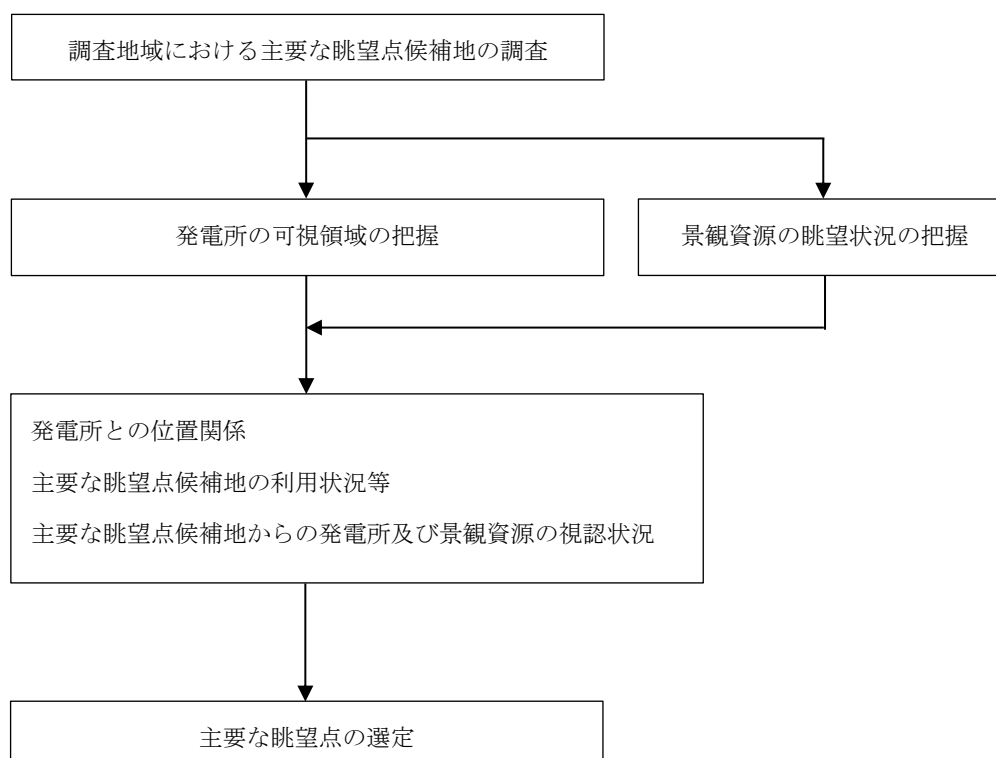 調査地域における主要な眺望点候補地の調査
発電所の可視領域の把握
景観資源の眺望状況の把握
発電所との位置関係
主要な眺望点候補地の利用状況等
主要な眺望点候補地からの発電所及び景観資源の視認状況
主要な眺望点の選定